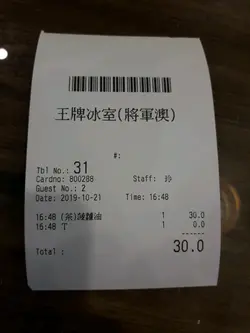 王牌冰室(將軍澳)
#:
Tbl No.: 31
Cardno: 800288 Staff: 玲
Guest No.: 2
Date: 2019-10-21 Time: 16:48
16:48 (茶)辣雞油 1 30.0
16:48 T 1 0.0
Total : 30.0